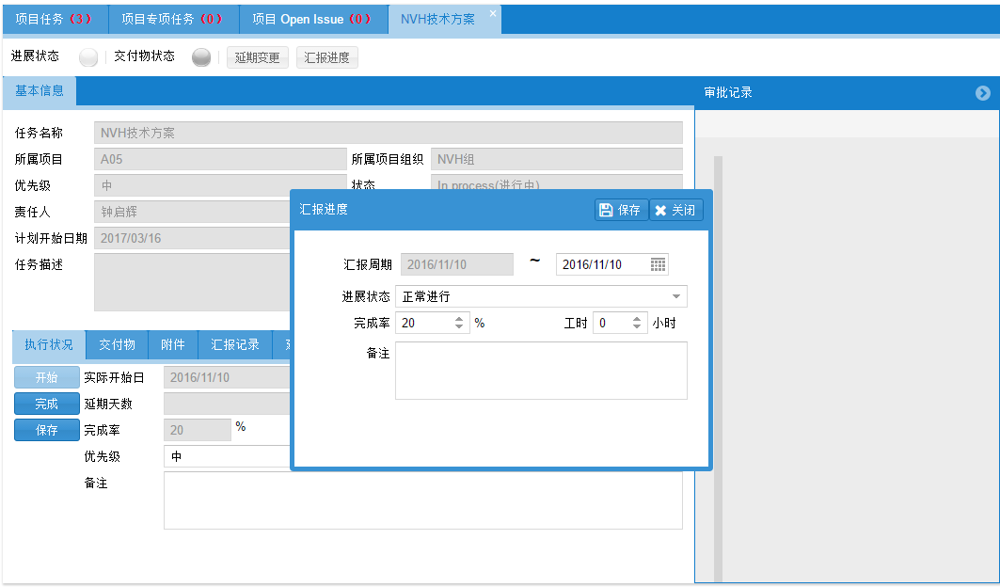 项目任务（3） 项目专项任务（0） 项目 Open Issue（0） NVH技术方案 ×
进展状态 交付物状态 延期变更 汇报进度
基本信息 审批记录
任务名称 NVH技术方案
所属项目 A05 所属项目组织 NVH组
优先级 中 状态 In process(进行中)
责任人 钟启辉
计划开始日期 2017/03/16
任务描述
汇报进度 保存 关闭
汇报周期 2016/11/10 ~ 2016/11/10
进展状态 正常进行
完成率 20 % 工时 0 小时
备注
执行状况 交付物 附件 汇报记录
开始 实际开始日 2016/11/10
完成 延期天数
保存 完成率 20 %
优先级 中
备注